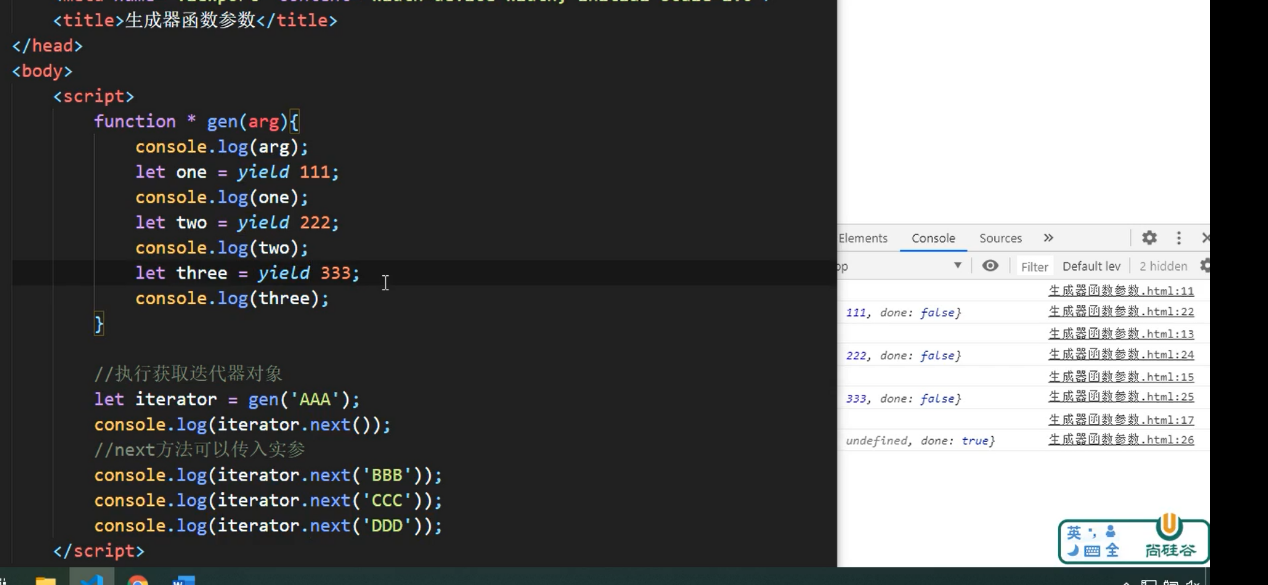 <title>生成器函数参数</title>
</head>
<body>
<script>
function * gen(arg){
console.log(arg);
let one = yield 111;
console.log(one);
let two = yield 222;
console.log(two);
let three = yield 333;
console.log(three);
}
//执行获取迭代器对象
let iterator = gen('AAA');
console.log(iterator.next());
//next方法可以传入实参
console.log(iterator.next('BBB'));
console.log(iterator.next('CCC'));
console.log(iterator.next('DDD'));
</script>
Elements Console Sources »
Filter Default lev 2 hidden
生成器函数参数.html:11
111, done: false} 生成器函数参数.html:22
生成器函数参数.html:13
222, done: false} 生成器函数参数.html:24
生成器函数参数.html:15
333, done: false} 生成器函数参数.html:25
生成器函数参数.html:17
undefined, done: true} 生成器函数参数.html:26
英 全
尚硅谷